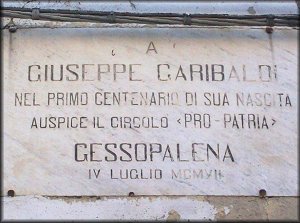 A
GIUSEPPE GARIBALDI
NEL PRIMO CENTENARIO DI SUA NASCITA
AUSPICE IL CIRCOLO <PRO-PATRIA>
GESSOPALENA
IV LUGLIO MCMVII